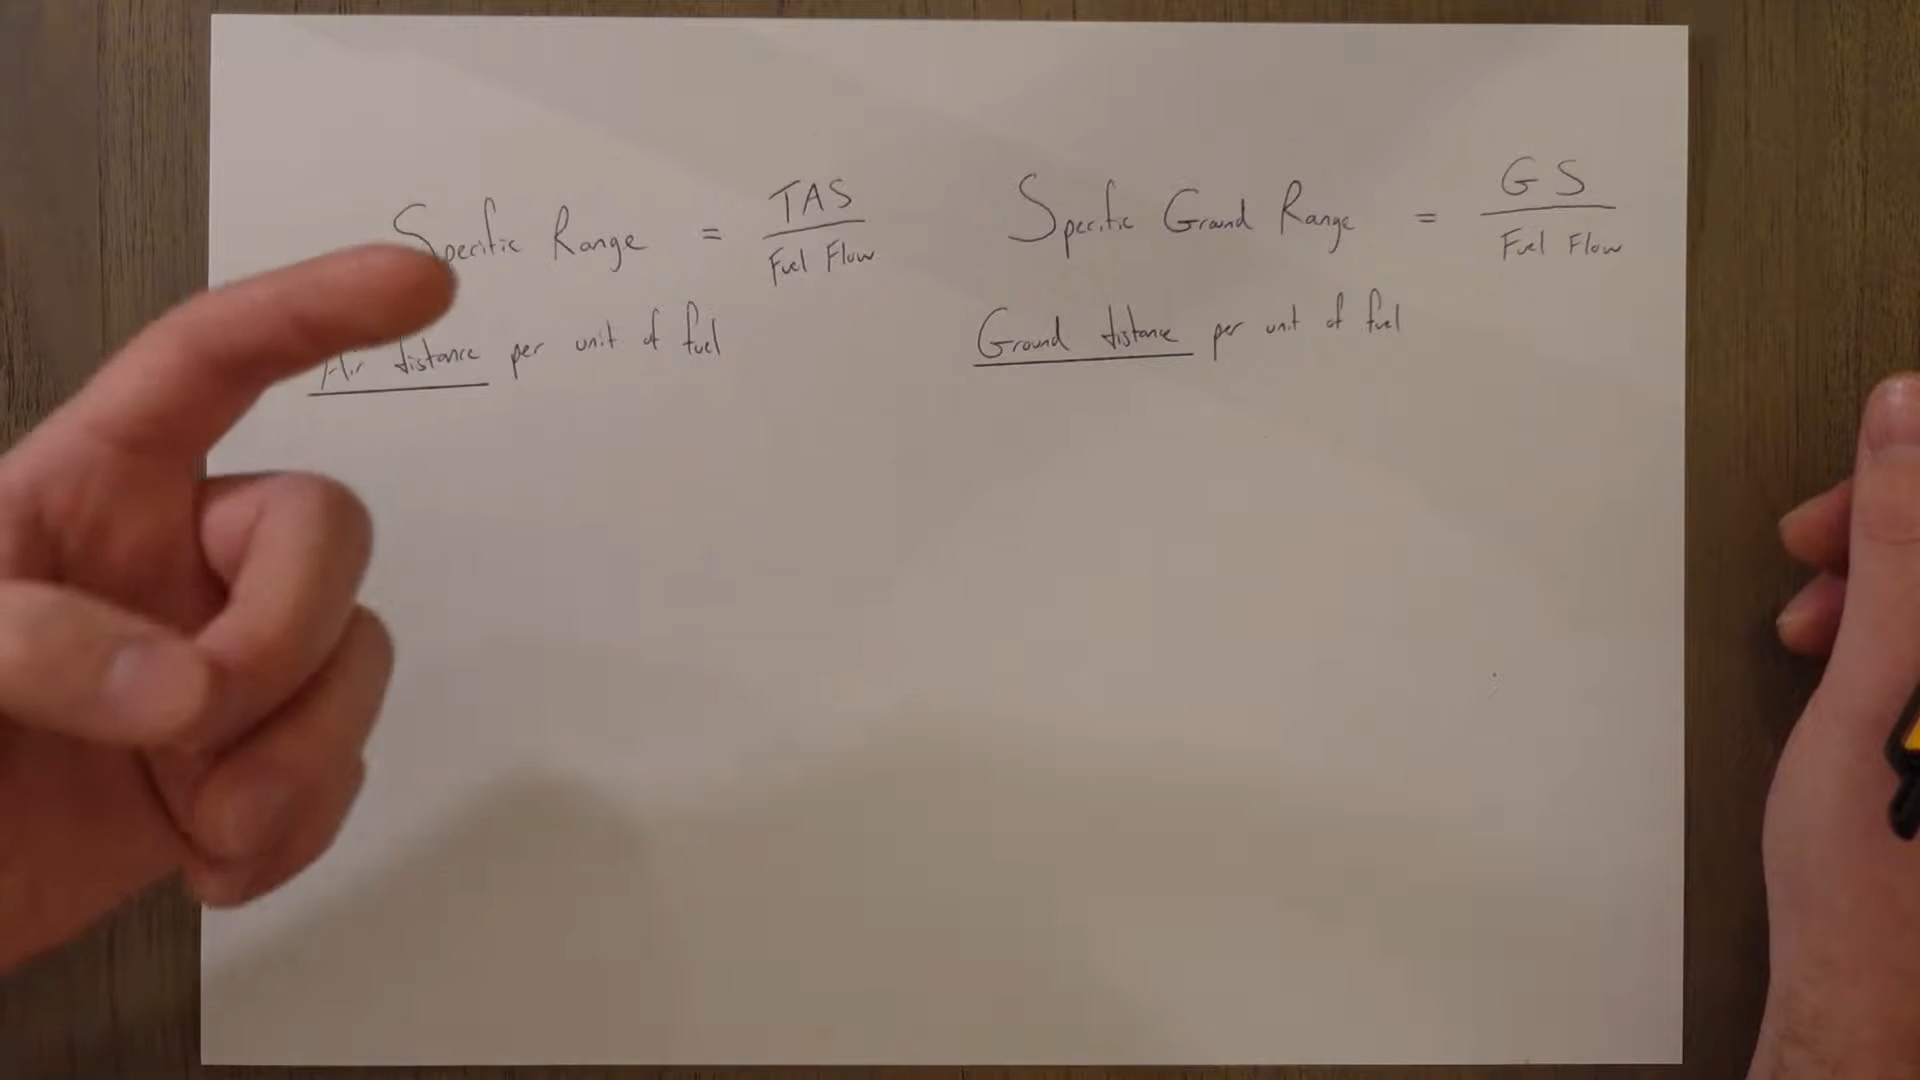 Specific Range = TAS / Fuel Flow
Air distance per unit of fuel
Specific Ground Range = GS / Fuel Flow
Ground distance per unit of fuel